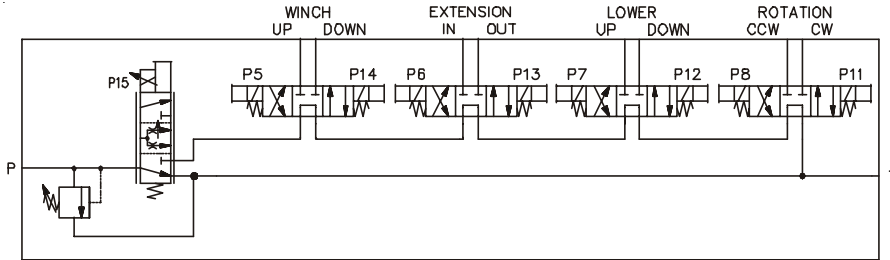 WINCH EXTENSION LOWER ROTATION
UP DOWN IN OUT UP DOWN CCW CW
P15 P5 P14 P6 P13 P7 P12 P8 P11
P